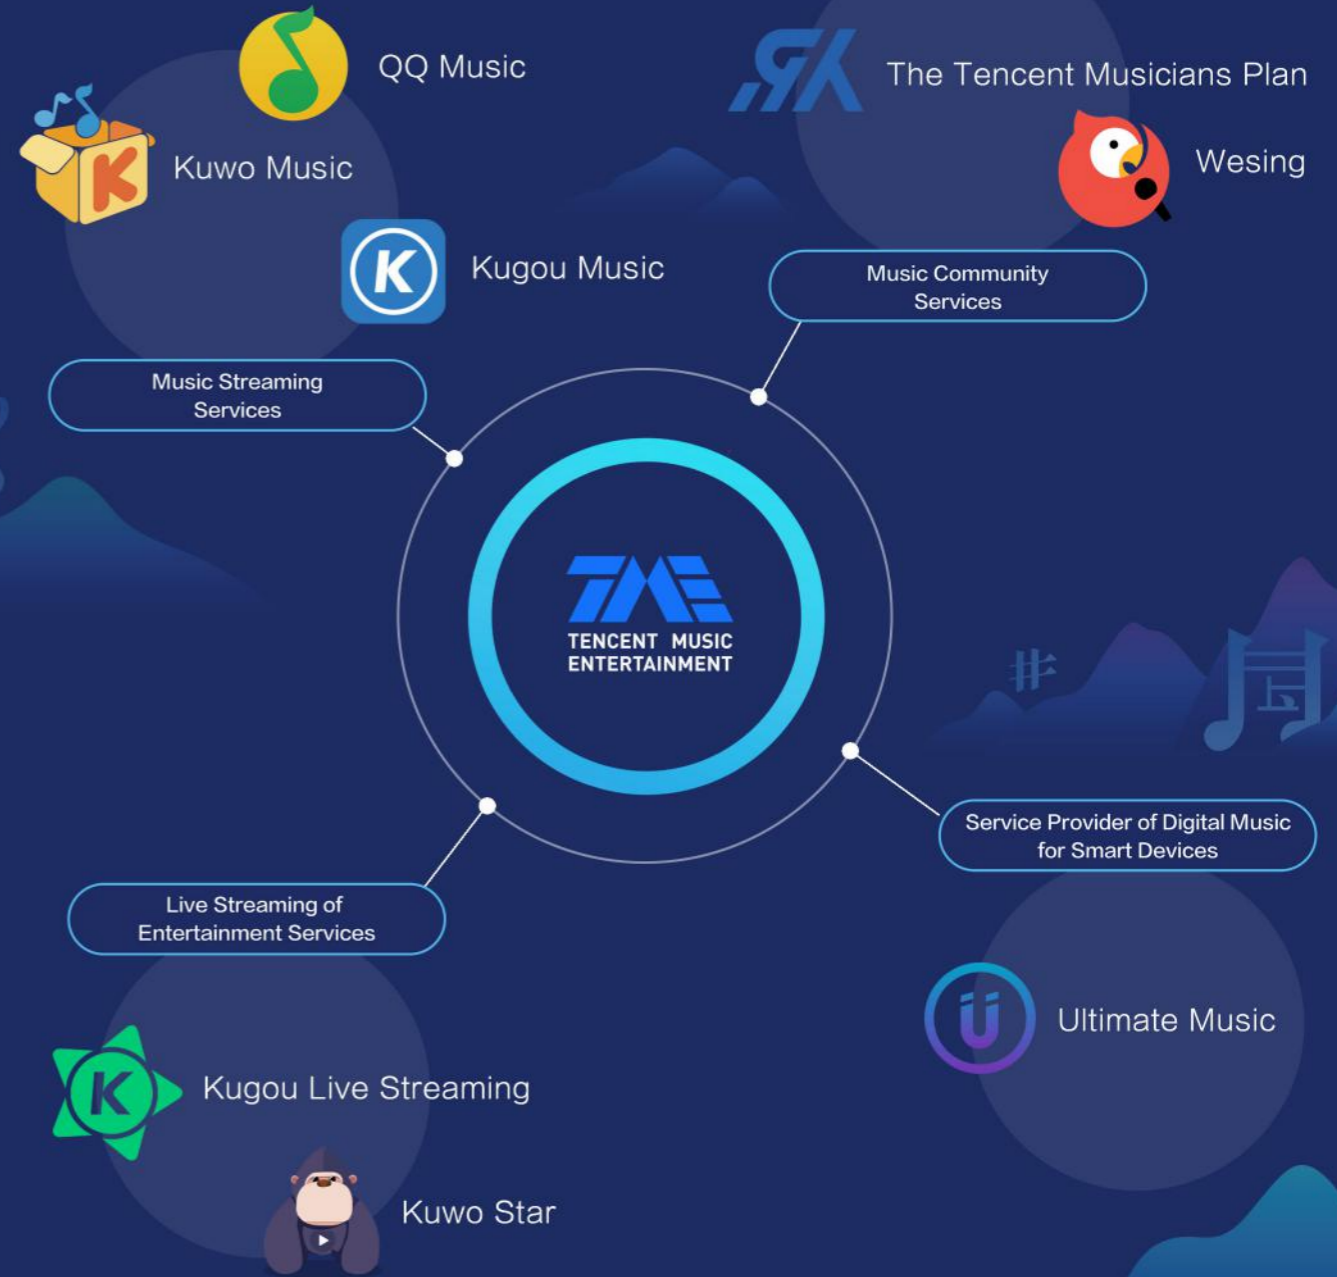 QQ Music
The Tencent Musicians Plan
Kuwo Music
Wesing
Kugou Music
Music Community
Services
Music Streaming
Services
TME
TENCENT MUSIC
ENTERTAINMENT
Service Provider of Digital Music
for Smart Devices
Live Streaming of
Entertainment Services
Ultimate Music
Kugou Live Streaming
Kuwo Star
K
K
K